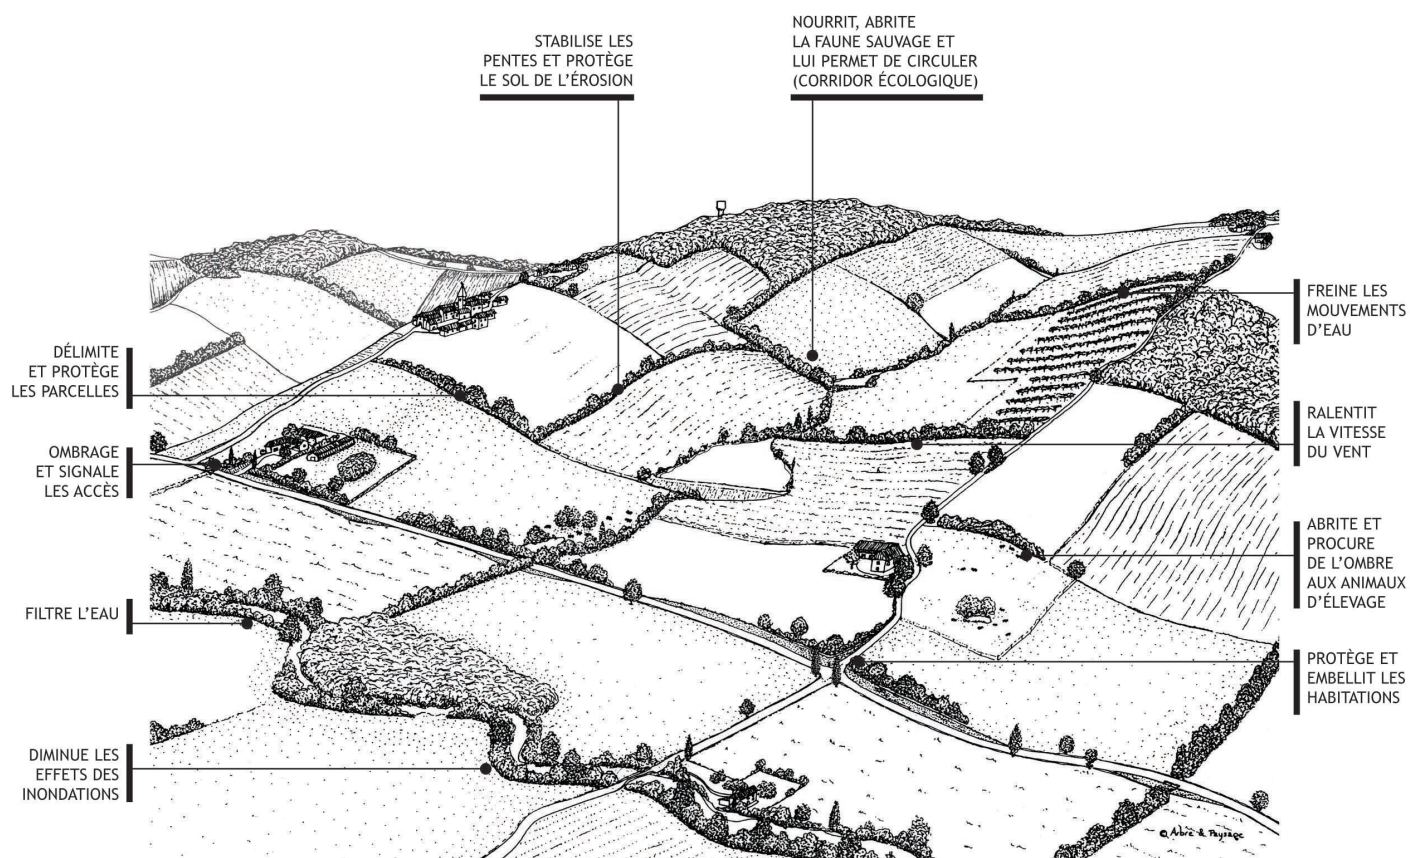 NOURRIT, ABRITE
LA FAUNE SAUVAGE ET
LUI PERMET DE CIRCULER
(CORRIDOR ÉCOLOGIQUE)
STABILISE LES
PENTES ET PROTÈGE
LE SOL DE L'ÉROSION
FREINE LES
MOUVEMENTS
D'EAU
DÉLIMITE
ET PROTÈGE
LES PARCELLES
RALENTIT
LA VITESSE
DU VENT
OMBRAGE
ET SIGNALE
LES ACCÈS
ABRITE ET
PROCURE
DE L'OMBRE
AUX ANIMAUX
D'ÉLEVAGE
FILTRE L'EAU
PROTÈGE ET
EMBELLIT LES
HABITATIONS
DIMINUE LES
EFFETS DES
INONDATIONS
© Arbre & Paysage